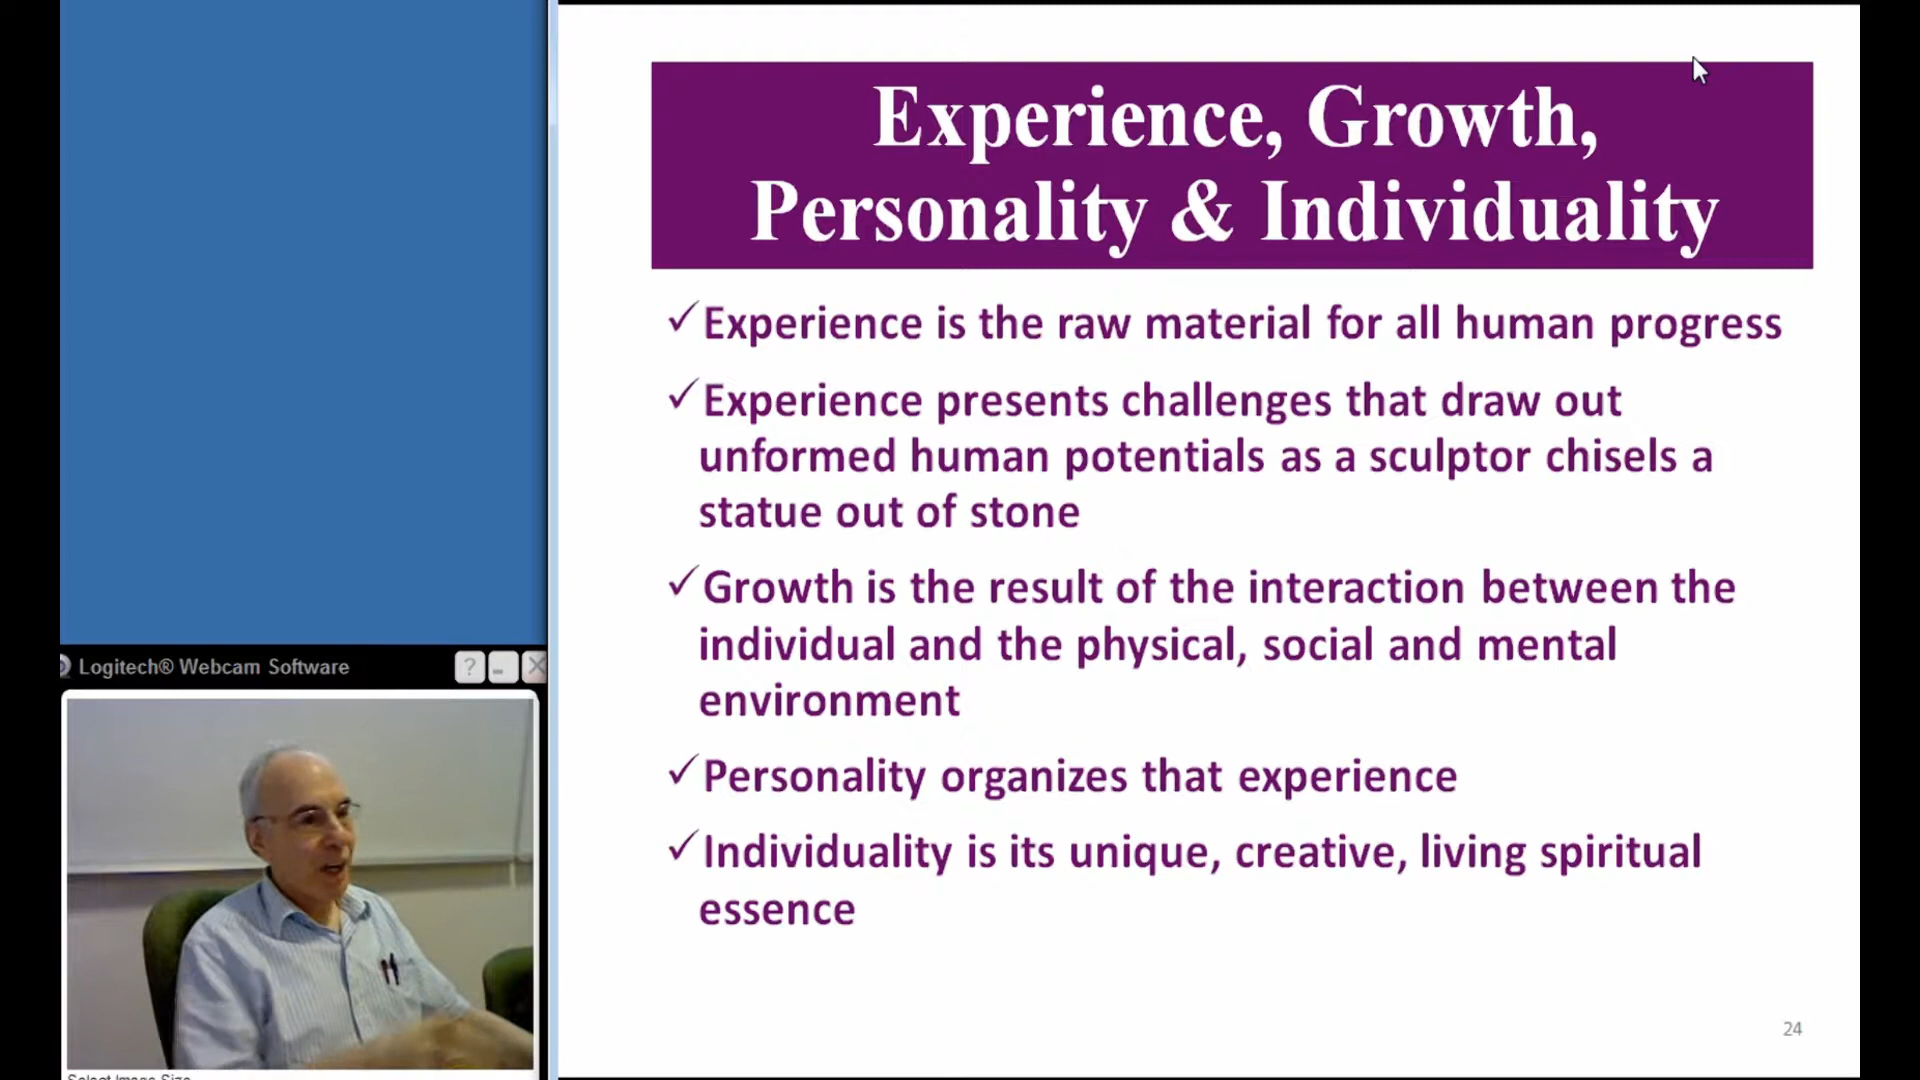 Experience, Growth,
Personality & Individuality
✓Experience is the raw material for all human progress
✓Experience presents challenges that draw out
unformed human potentials as a sculptor chisels a
statue out of stone
✓Growth is the result of the interaction between the
individual and the physical, social and mental
environment
✓Personality organizes that experience
✓Individuality is its unique, creative, living spiritual
essence
24
Logitech® Webcam Software
Select Image Size